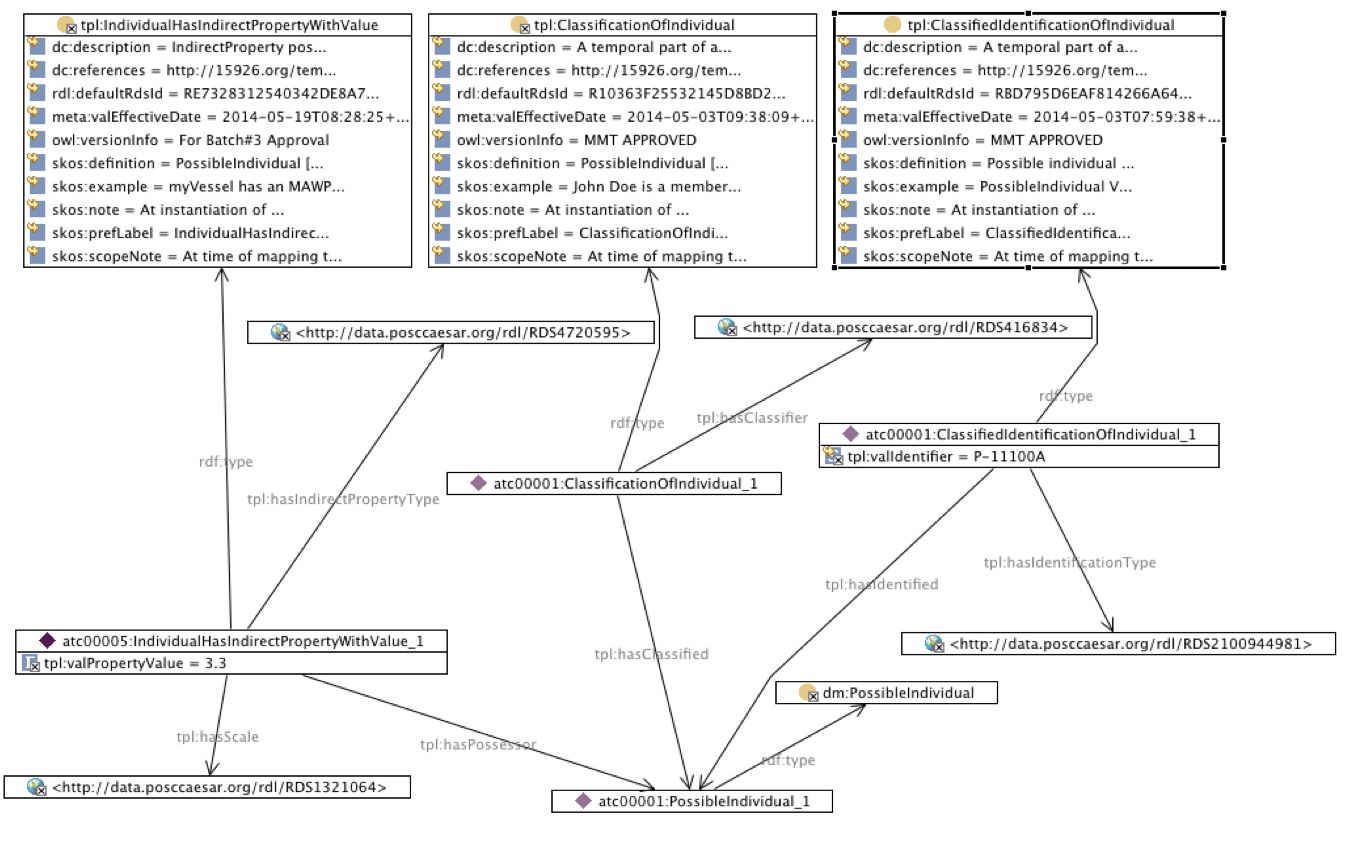 tpl:IndividualHasIndirectPropertyWithValue
dc:description = IndirectProperty pos...
dc:references = http://15926.org/tem...
rdl:defaultRdsId = RE7328312540342DE8A7...
meta:valEffectiveDate = 2014-05-19T08:28:25+...
owl:versionInfo = For Batch#3 Approval
skos:definition = PossibleIndividual [...
skos:example = myVessel has an MAWP...
skos:note = At instantiation of ...
skos:prefLabel = IndividualHasIndirec...
skos:scopeNote = At time of mapping t...
tpl:ClassificationOfIndividual
dc:description = A temporal part of a...
dc:references = http://15926.org/tem...
rdl:defaultRdsId = R10363F25532145D8BD2...
meta:valEffectiveDate = 2014-05-03T09:38:09+...
owl:versionInfo = MMT APPROVED
skos:definition = PossibleIndividual [...
skos:example = John Doe is a member...
skos:note = At instantiation of ...
skos:prefLabel = ClassificationOfIndi...
skos:scopeNote = At time of mapping t...
tpl:ClassifiedIdentificationOfIndividual
dc:description = A temporal part of a...
dc:references = http://15926.org/tem...
rdl:defaultRdsId = RBD795D6EAF814266A64...
meta:valEffectiveDate = 2014-05-03T07:59:38+...
owl:versionInfo = MMT APPROVED
skos:definition = Possible individual ...
skos:example = PossibleIndividual V...
skos:note = At instantiation of ...
skos:prefLabel = ClassifiedIdentifica...
skos:scopeNote = At time of mapping t...
<http://data.posccaesar.org/rdl/RDS4720595>
<http://data.posccaesar.org/rdl/RDS416834>
rdf:type
tpl:hasClassifier
rdf:type
atc00001:ClassifiedIdentificationOfIndividual_1
tpl:valIdentifier = P-11100A
rdf:type
atc00001:ClassificationOfIndividual_1
tpl:hasIndirectPropertyType
tpl:hasIdentificationType
tpl:hasIdentified
atc00005:IndividualHasIndirectPropertyWithValue_1
tpl:valPropertyValue = 3.3
<http://data.posccaesar.org/rdl/RDS2100944981>
tpl:hasClassified
dm:PossibleIndividual
tpl:hasScale
tpl:hasPossessor
rdf:type
<http://data.posccaesar.org/rdl/RDS1321064>
atc00001:PossibleIndividual_1